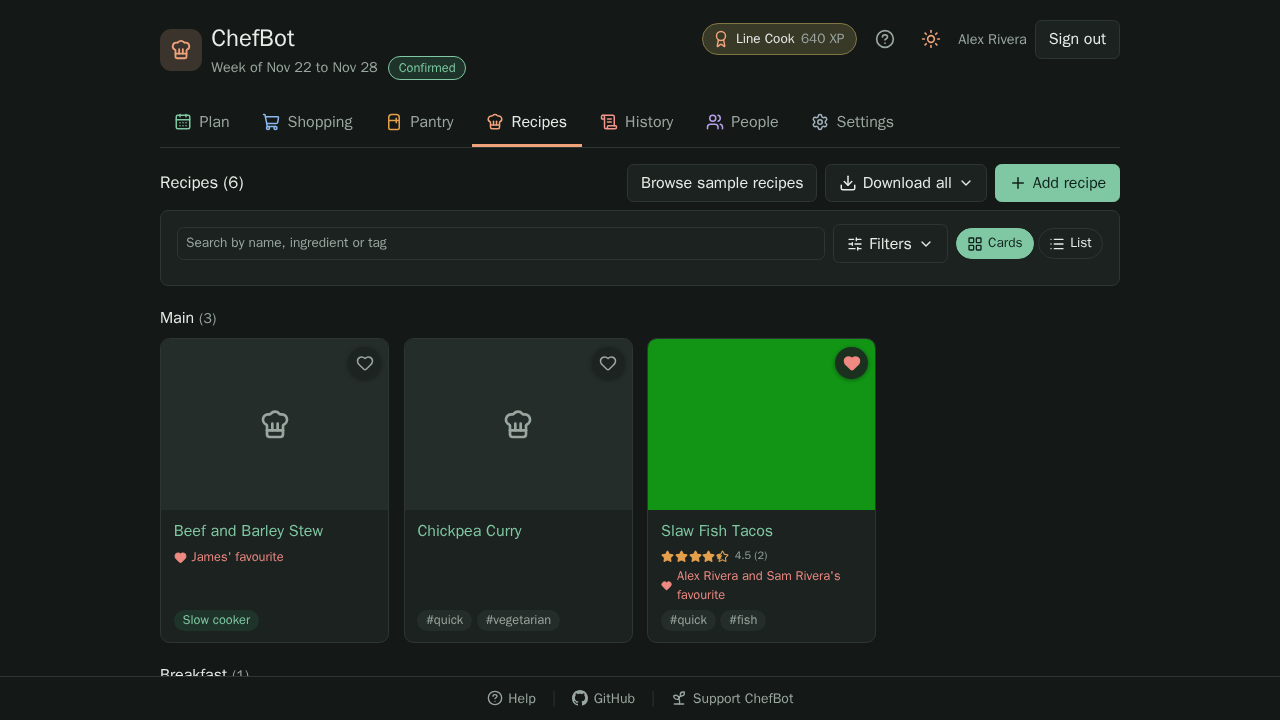 ChefBot
Week of Nov 22 to Nov 28
Confirmed
Line Cook 640 XP
Alex Rivera
Sign out
Plan
Shopping
Pantry
Recipes
History
People
Settings
Recipes (6)
Browse sample recipes
Download all
Add recipe
Search by name, ingredient or tag
Filters
Cards
List
Main (3)
Beef and Barley Stew
James' favourite
Slow cooker
Chickpea Curry
#quick
#vegetarian
Slaw Fish Tacos
4.5 (2)
Alex Rivera and Sam Rivera's
favourite
#quick
#fish
Breakfast (1)
Help
GitHub
Support ChefBot